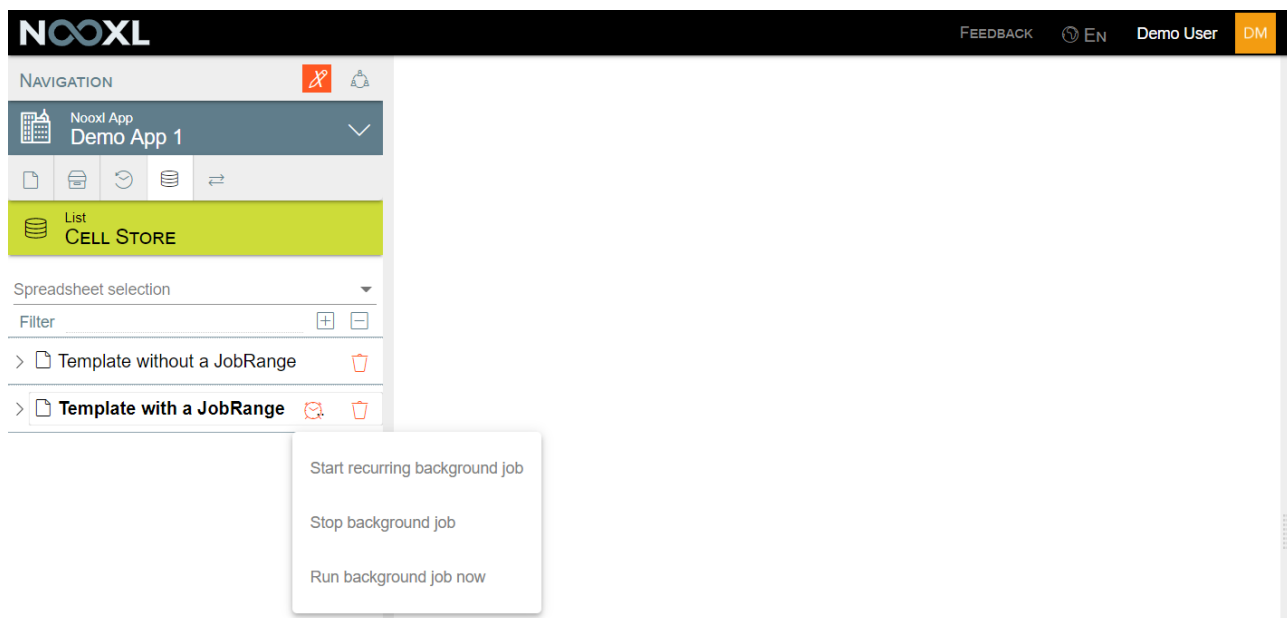 NOOXL
FEEDBACK EN Demo User DM
NAVIGATION
Nooxl App
Demo App 1
List
CELL STORE
Spreadsheet selection
Filter
Template without a JobRange
Template with a JobRange
Start recurring background job
Stop background job
Run background job now